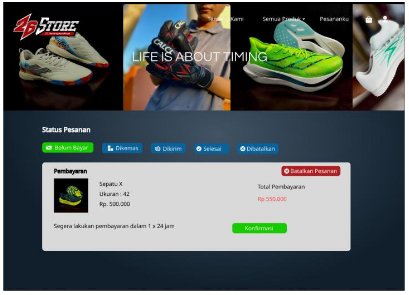 26 STORE
Tentang Kami
Semua Produk
Pesananku
LIFE IS ABOUT TIMING
Status Pesanan
Belum Bayar
Dikemas
Dikirim
Selesai
Dibatalkan
Pembayaran
Batalkan Pesanan
Sepatu X
Ukuran : 42
Rp. 500.000
Total Pembayaran
Rp 550.000
Segera lakukan pembayaran dalam 1 x 24 jam
Konfirmasi